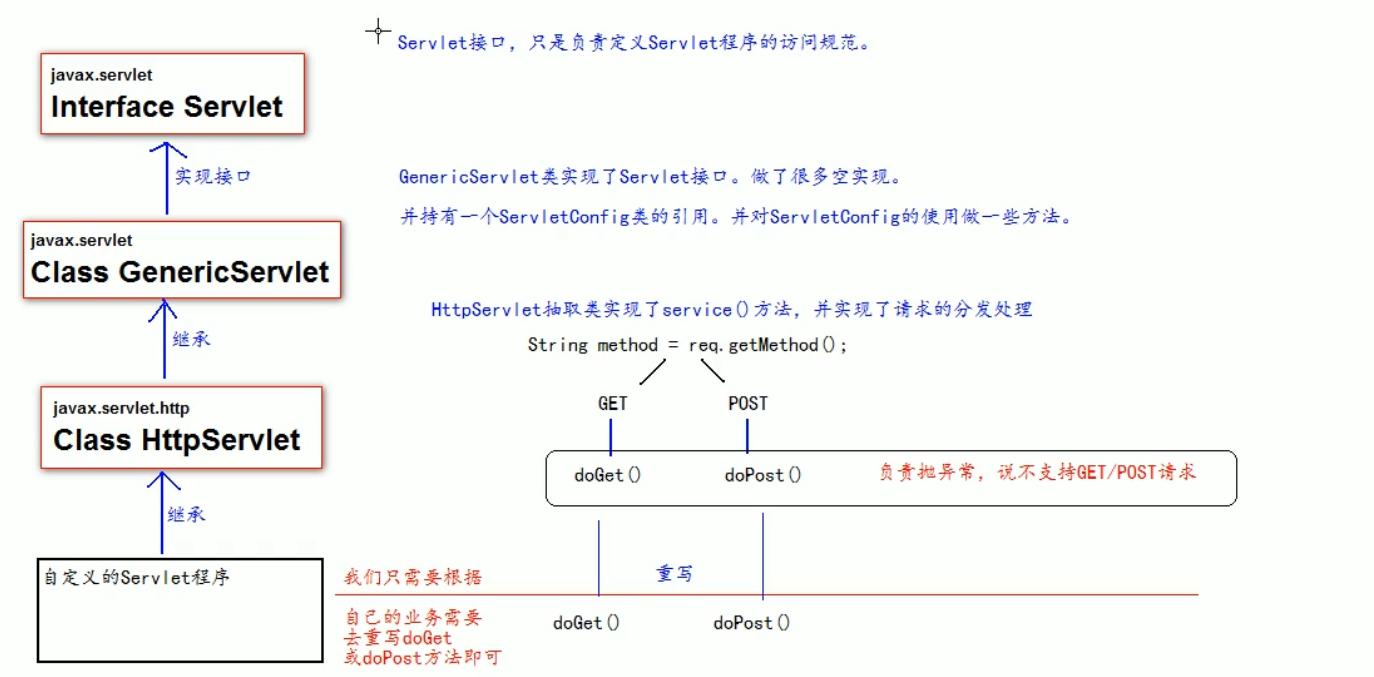 Servlet接口，只是负责定义Servlet程序的访问规范。
javax.servlet
Interface Servlet
实现接口
GenericServlet类实现了Servlet接口。做了很多空实现。
并持有一个ServletConfig类的引用。并对ServletConfig的使用做一些方法。
javax.servlet
Class GenericServlet
继承
HttpServlet抽取类实现了service()方法，并实现了请求的分发处理
String method = req.getMethod();
GET
POST
javax.servlet.http
Class HttpServlet
doGet()
doPost()
负责抛异常，说不支持GET/POST请求
继承
重写
自定义的Servlet程序
我们只需要根据
自己的业务需要
去重写doGet
或doPost方法即可
doGet()
doPost()